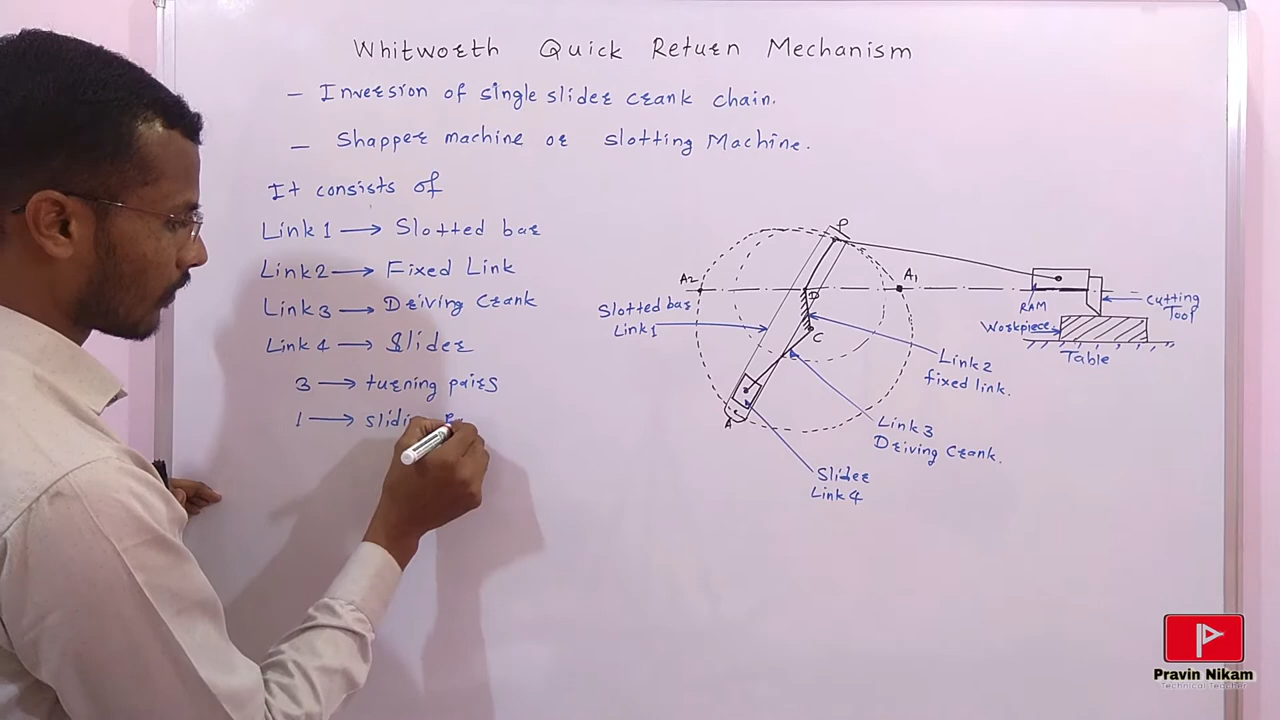 Whitworth Quick Return Mechanism
– Inversion of single slider crank chain.
– Shapper machine or slotting Machine.
It consists of
Link 1 → Slotted bar
Link 2 → Fixed Link
Link 3 → Driving Crank
Link 4 → Slider
3 → turning pairs
1 → slidi
P
A2
D
A1
C
A
Slotted bar
Link 1
RAM
Cutting
Tool
Workpiece
Table
Link 2
fixed link.
Link 3
Driving Crank.
Slider
Link 4
Pravin Nikam
Technical Teacher